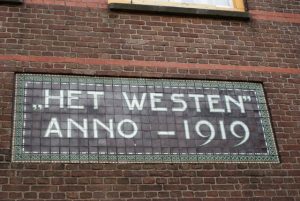 „HET WESTEN”
ANNO – 1919